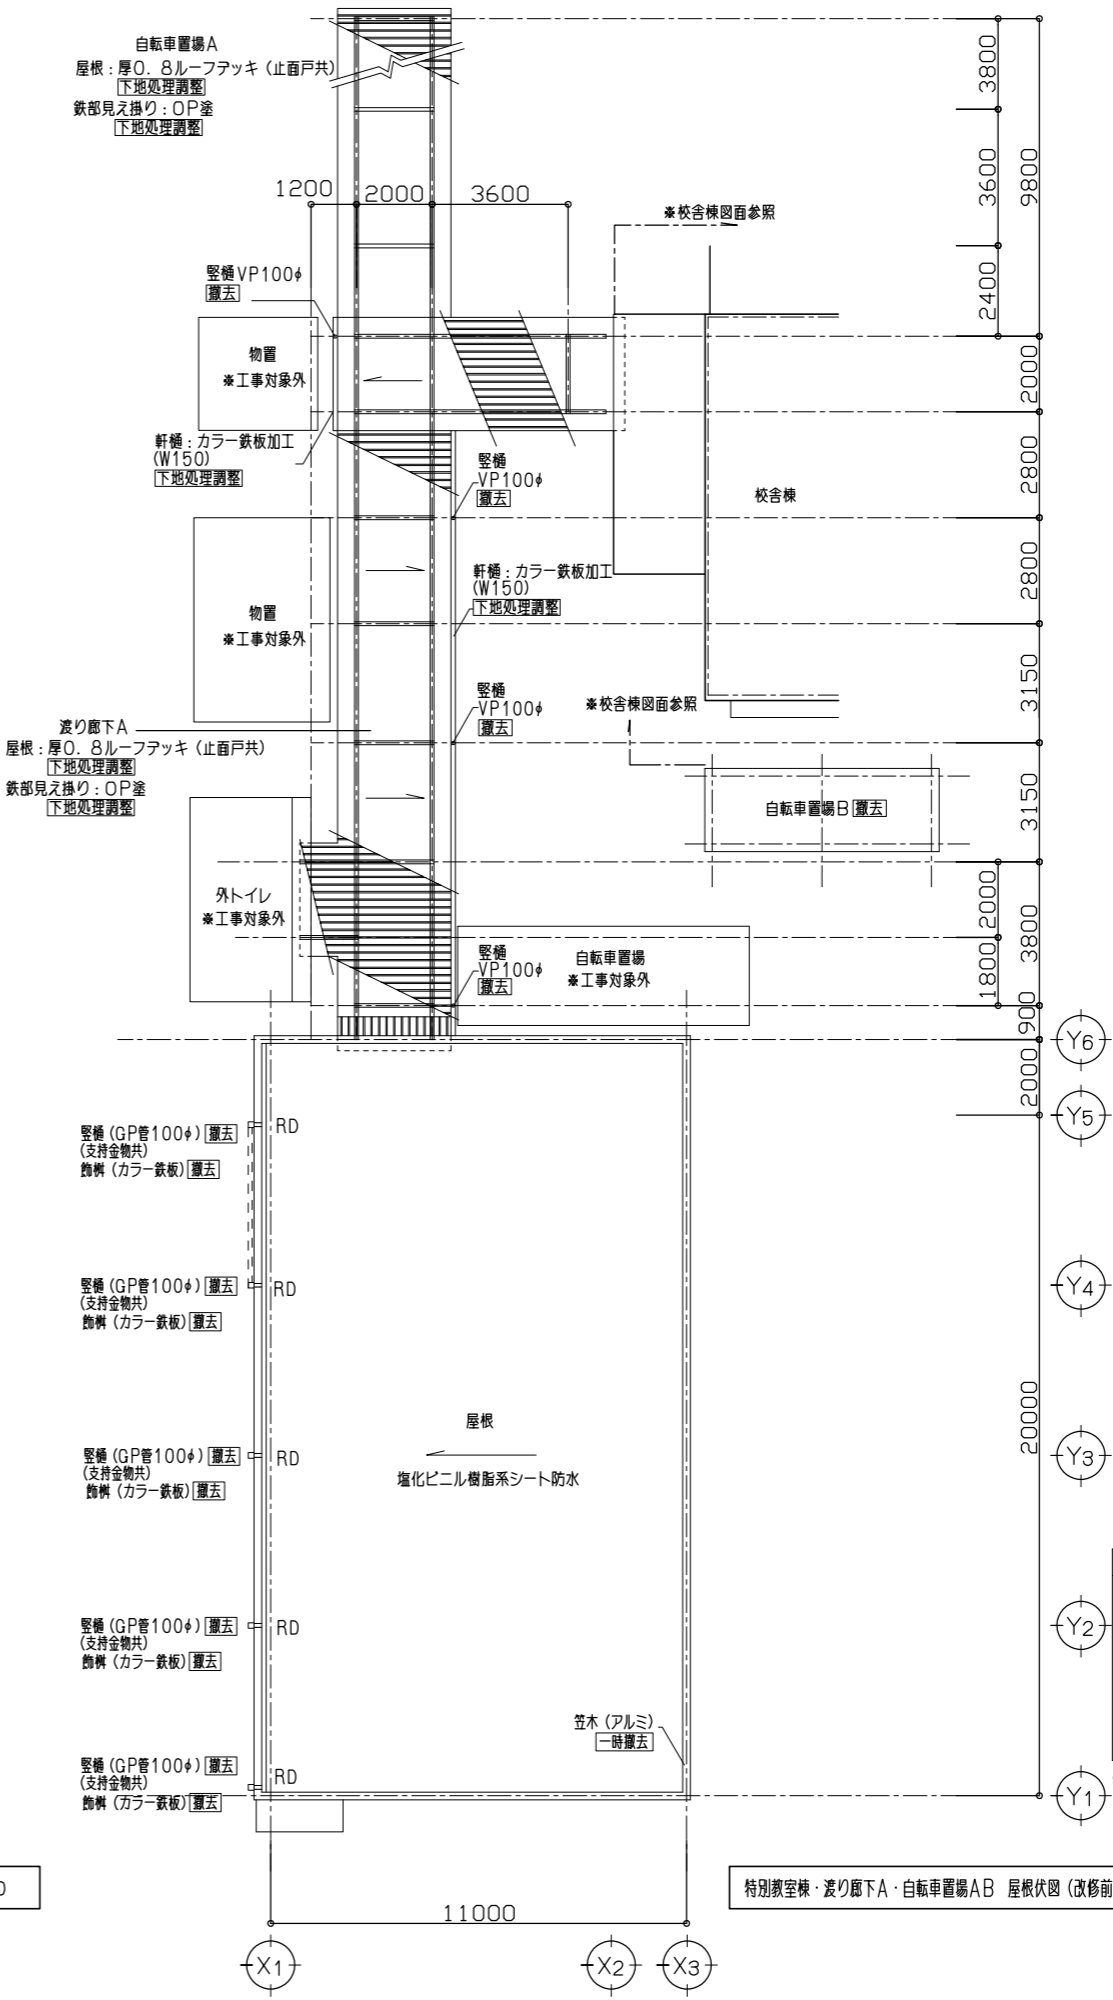 自転車置場A
屋根：厚0．8ルーフデッキ（止面戸共）
下地処理調整
鉄部見え掛り：OP塗
下地処理調整
3800
3600
9800
2400
1200
2000
3600
※校舎棟図面参照
竪樋VP100φ
撤去
物置
※工事対象外
2000
軒樋：カラー鉄板加工
(W150)
下地処理調整
竪樋
VP100φ
撤去
校舎棟
2800
2800
軒樋：カラー鉄板加工
(W150)
下地処理調整
物置
※工事対象外
3150
竪樋
VP100φ
撤去
※校舎棟図面参照
渡り廊下A
屋根：厚0．8ルーフデッキ（止面戸共）
下地処理調整
鉄部見え掛り：OP塗
下地処理調整
自転車置場B 撤去
3150
外トイレ
※工事対象外
2000
3800
1800
竪樋
VP100φ
撤去
自転車置場
※工事対象外
900
Y6
2000
Y5
竪樋（GP管100φ）撤去
(支持金物共)
飾桝（カラー鉄板）撤去
RD
竪樋（GP管100φ）撤去
(支持金物共)
飾桝（カラー鉄板）撤去
RD
Y4
20000
屋根
塩化ビニル樹脂系シート防水
竪樋（GP管100φ）撤去
(支持金物共)
飾桝（カラー鉄板）撤去
RD
Y3
竪樋（GP管100φ）撤去
(支持金物共)
飾桝（カラー鉄板）撤去
RD
Y2
笠木（アルミ）
一時撤去
竪樋（GP管100φ）撤去
(支持金物共)
飾桝（カラー鉄板）撤去
RD
Y1
特別教室棟・渡り廊下A・自転車置場AB 屋根伏図（改修前
11000
X1
X2
X3